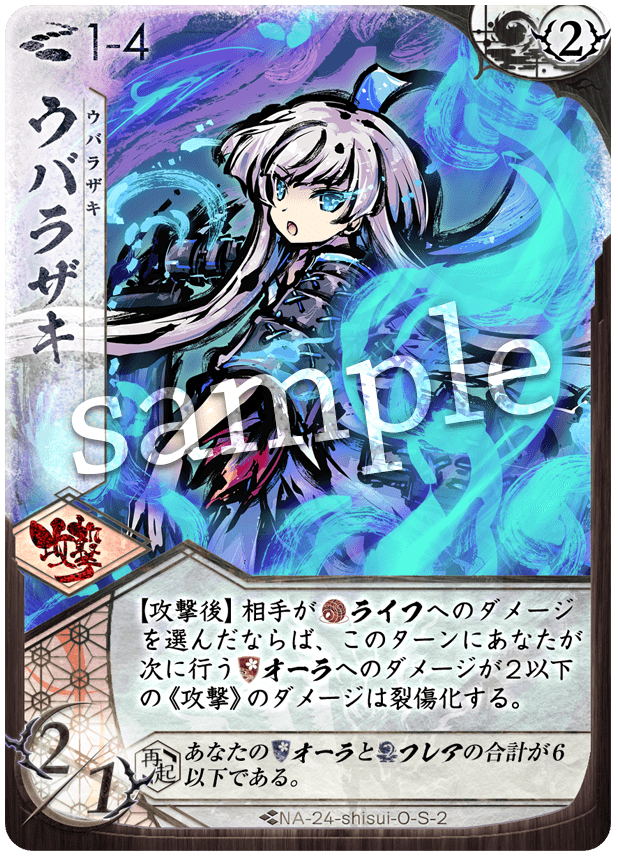 1-4
2
ウバラザキ
ウバラザキ
sample
攻撃
【攻撃後】相手がライフへのダメージ
を選んだならば、このターンにあなたが
次に行うオーラへのダメージが2以下
の《攻撃》のダメージは裂傷化する。
2/1
再起
あなたのオーラとフレアの合計が6
以下である。
NA-24-shisui-O-S-2